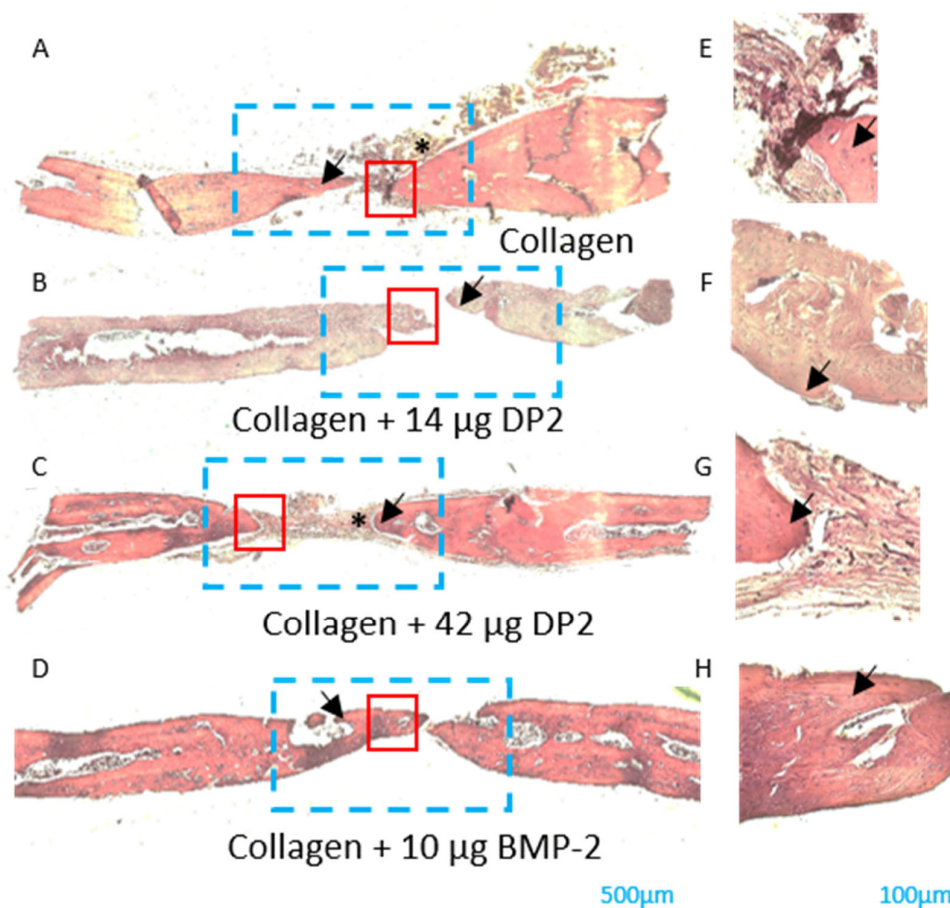 A
E
*
Collagen
B
F
Collagen + 14 µg DP2
C
G
*
Collagen + 42 µg DP2
D
H
Collagen + 10 µg BMP-2
500µm
100µm